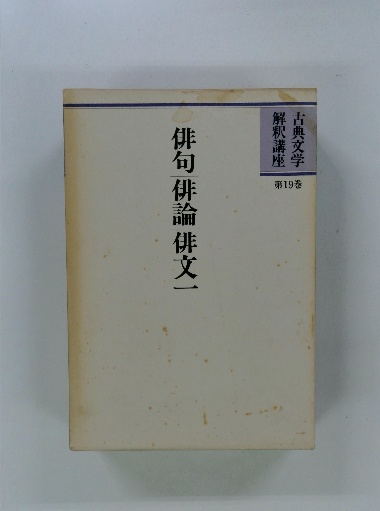 古典文学
解釈講座
第19巻
俳句|俳論 俳文一